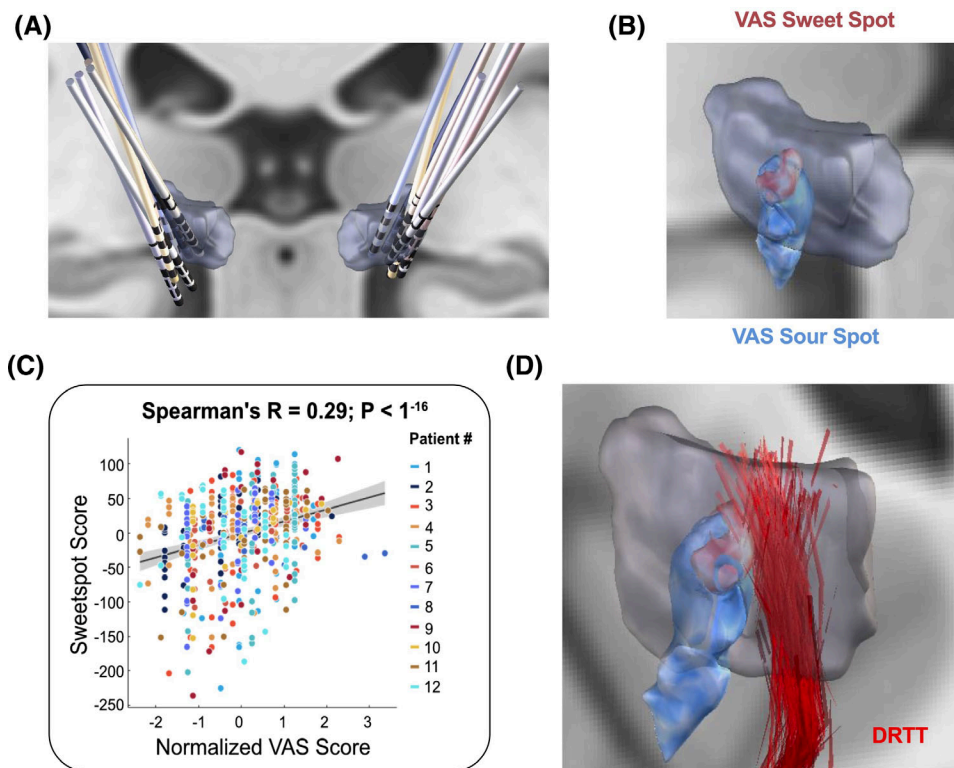 (A)
(B)
VAS Sweet Spot
VAS Sour Spot
(C)
Spearman's R = 0.29; P < 1⁻¹⁶
Patient #
1
2
3
4
5
6
7
8
9
10
11
12
Sweetspot Score
100
50
0
-50
-100
-150
-200
-250
-2
-1
0
1
2
3
Normalized VAS Score
(D)
DRTT